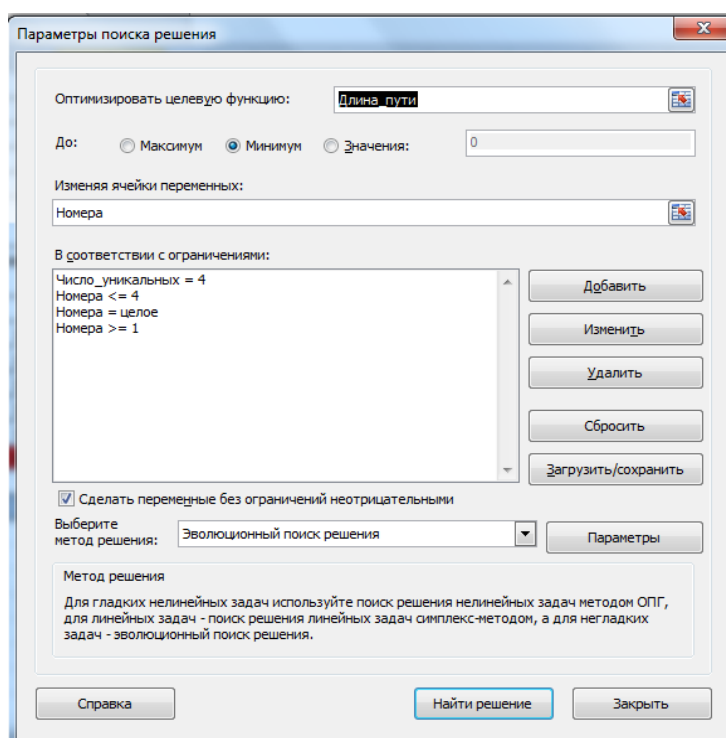 Параметры поиска решения
Оптимизировать целевую функцию: Длина_пути
До: Максимум Минимум Значения: 0
Изменяя ячейки переменных:
Номера
В соответствии с ограничениями:
Число_уникальных = 4
Номера <= 4
Номера = целое
Номера >= 1
Добавить
Изменить
Удалить
Сбросить
Загрузить/сохранить
Сделать переменные без ограничений неотрицательными
Выберите
метод решения: Эволюционный поиск решения Параметры
Метод решения
Для гладких нелинейных задач используйте поиск решения нелинейных задач методом ОПГ,
для линейных задач - поиск решения линейных задач симплекс-методом, а для негладких
задач - эволюционный поиск решения.
Справка Найти решение Закрыть